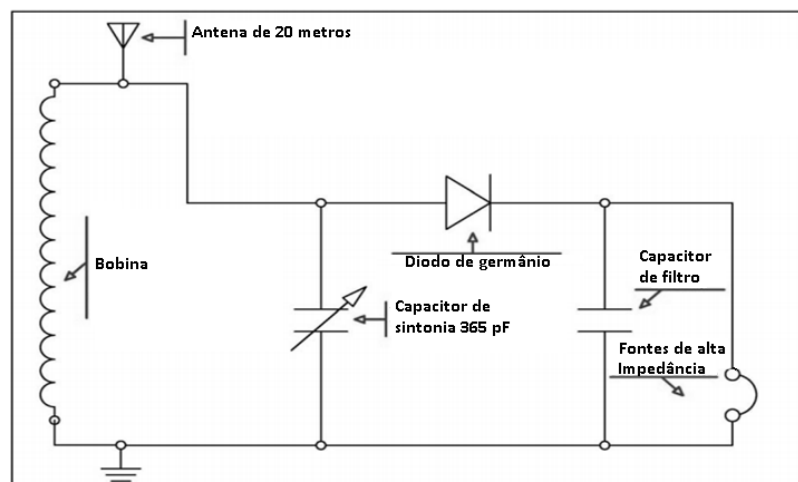 Antena de 20 metros
Bobina
Diodo de germânio
Capacitor
de filtro
Capacitor de
sintonia 365 pF
Fontes de alta
Impedância